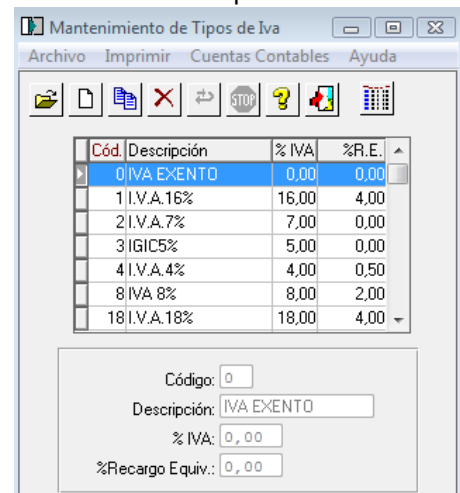 Mantenimiento de Tipos de Iva
Archivo Imprimir Cuentas Contables Ayuda
STOP
Cód. Descripción % IVA %R.E.
0 IVA EXENTO 0,00 0,00
1 I.V.A.16% 16,00 4,00
2 I.V.A.7% 7,00 0,00
3 IGIC5% 5,00 0,00
4 I.V.A.4% 4,00 0,50
8 IVA 8% 8,00 2,00
18 I.V.A.18% 18,00 4,00
Código: 0
Descripción: IVA EXENTO
% IVA: 0,00
%Recargo Equiv.: 0,00